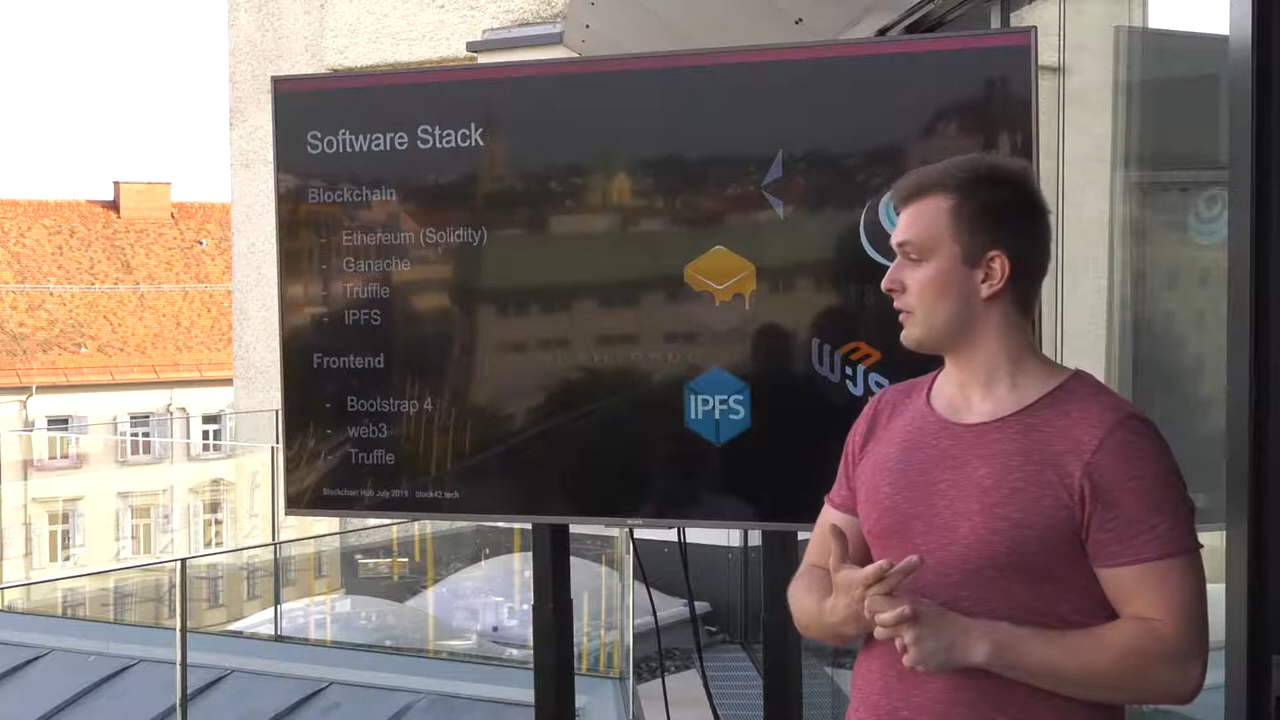 Software Stack
Blockchain
- Ethereum (Solidity)
- Ganache
- Truffle
- IPFS
Frontend
- Bootstrap 4
- web3
- Truffle
Blockchain Hub July 2019 block42.tech
IPFS
SONY